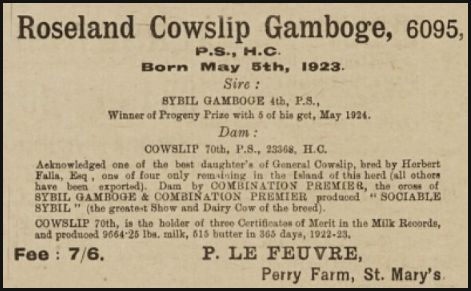 Roseland Cowslip Gamboge, 6095,
P.S., H.C.
Born May 5th, 1923.
Sire :
SYBIL GAMBOGE 4th, P.S.,
Winner of Progeny Prize with 5 of his get, May 1924.
Dam :
COWSLIP 70th, P.S., 23368, H.C.
Acknowledged one of the best daughter's of General Cowslip, bred by Herbert
Falla, Esq , one of four only remaining in the Island of this herd (all others
have been exported). Dam by COMBINATION PREMIER, the cross of
SYBIL GAMBOGE & COMBINATION PREMIER produced " SOCIABLE
SYBIL " (the greatest Show and Dairy Cow of the breed).
COWSLIP 70th, is the holder of three Certificates of Merit in the Milk Records,
and produced 9664·25 lbs. milk, 515 butter in 365 days, 1922-23.
Fee : 7/6. P. LE FEUVRE,
Perry Farm, St. Mary's.